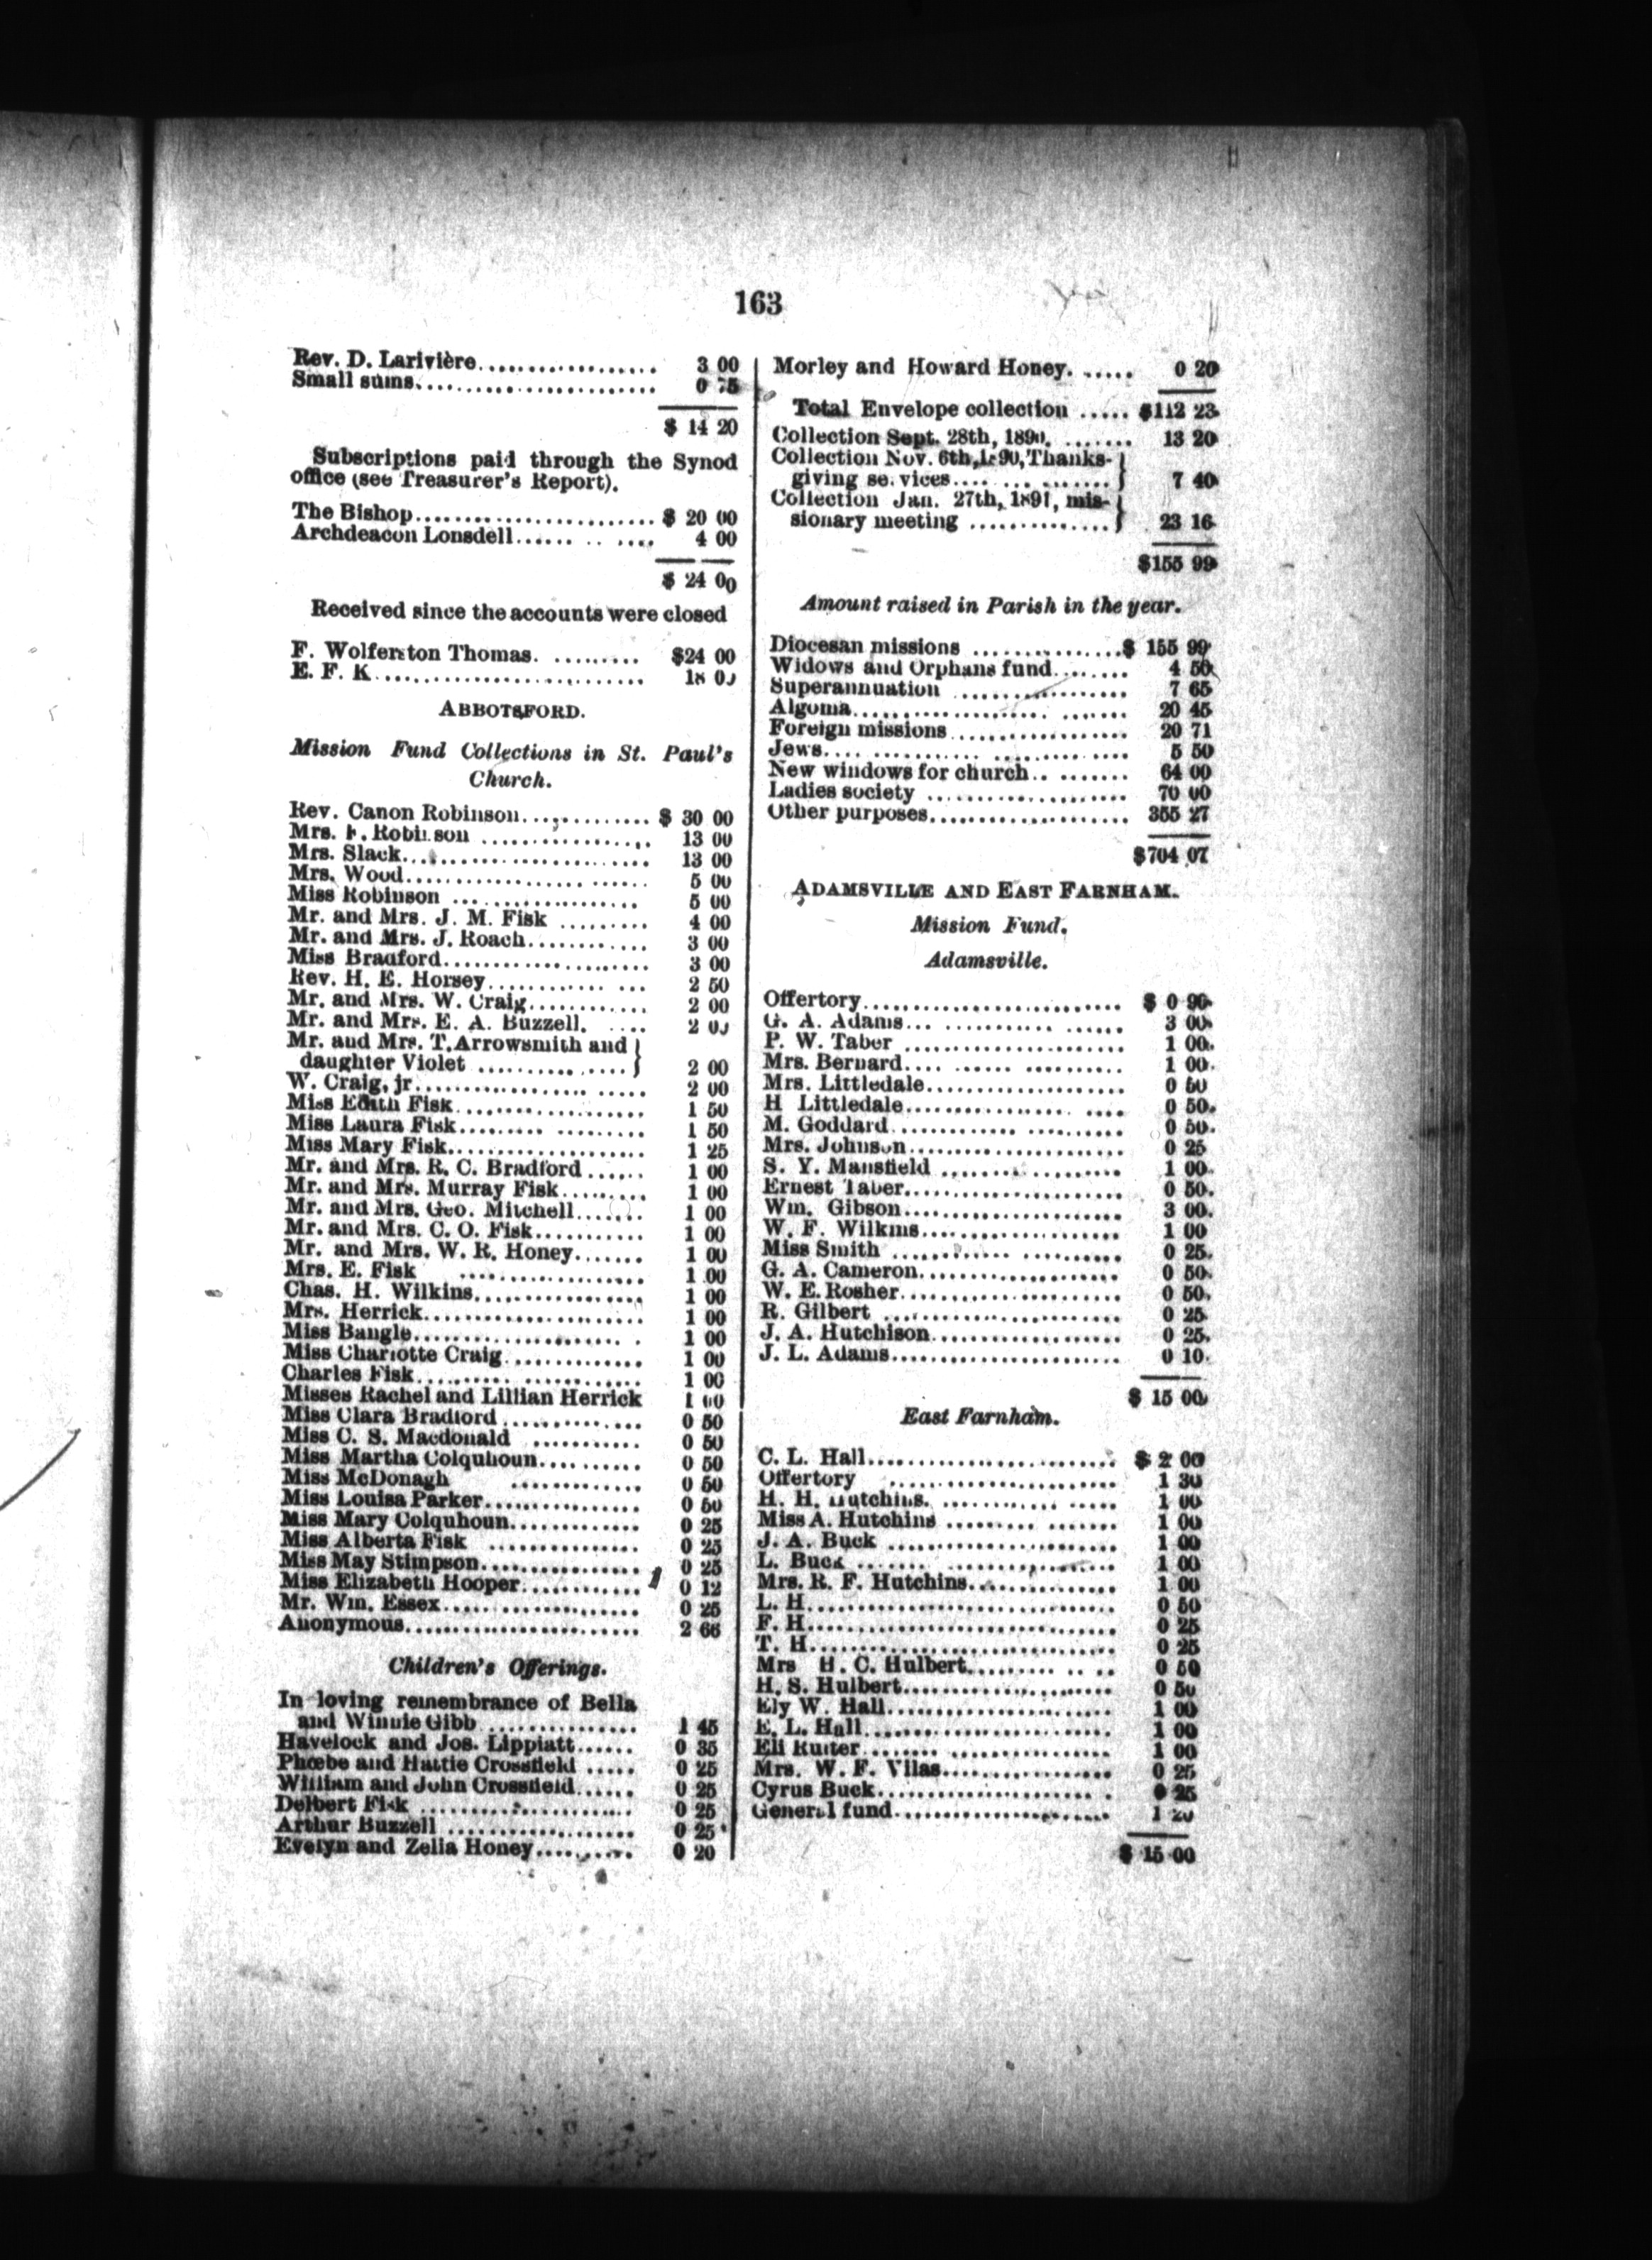 163
Rev. D. Larivière.................. 3 00
Small sums........................ 0 75
$ 14 20
Subscriptions paid through the Synod
office (see Treasurer's Report).
The Bishop........................ $ 20 00
Archdeacon Lonsdell...... .. .... 4 00
$ 24 00
Received since the accounts were closed
F. Wolferston Thomas. ......... $24 00
E. F. K.......................... 18 00
ABBOTSFORD.
Mission Fund Collections in St. Paul's
Church.
Rev. Canon Robinson............. $ 30 00
Mrs. F. Robinson ................. 13 00
Mrs. Slack......................... 13 00
Mrs. Wood................... ...... 5 00
Miss Robinson ... ................. 5 00
Mr. and Mrs. J. M. Fisk ......... 4 00
Mr. and Mrs. J. Roach............ 3 00
Miss Bradford..................... 3 00
Rev. H. E. Horsey............ ... 2 50
Mr. and Mrs. W. Craig............ 2 00
Mr. and Mrs. E. A. Buzzell. .... 2 00
Mr. and Mrs. T. Arrowsmith and
daughter Violet ............... } 2 00
W. Craig, jr.................. ..... 2 00
Miss Edith Fisk................... 1 50
Miss Laura Fisk......... ......... 1 50
Miss Mary Fisk.................... 1 25
Mr. and Mrs. R. C. Bradford ...... 1 00
Mr. and Mrs. Murray Fisk......... 1 00
Mr. and Mrs. Geo. Mitchell....... 1 00
Mr. and Mrs. C. O. Fisk........... 1 00
Mr. and Mrs. W. R. Honey....... 1 00
Mrs. E. Fisk .................... 1 00
Chas. H. Wilkins.................. 1 00
Mrs. Herrick....................... 1 00
Miss Bangle...................... . 1 00
Miss Charlotte Craig.............. 1 00
Charles Fisk.......... ............ 1 00
Misses Rachel and Lillian Herrick 1 00
Miss Clara Bradford .............. 0 50
Miss C. S. Macdonald ........... 0 50
Miss Martha Colquhoun.......... 0 50
Miss McDonagh ............. 0 50
Miss Louisa Parker................ 0 50
Miss Mary Colquhoun............. 0 25
Miss Alberta Fisk ............... 0 25
Miss May Stimpson................ 0 25
Miss Elizabeth Hooper............ 0 12
Mr. Wm. Essex.................... 0 25
Anonymous........................ 2 66
Children's Offerings.
In loving remembrance of Bella
and Winnie Gibb ............... 1 45
Havelock and Jos. Lippiatt...... 0 35
Phœbe and Hattie Crossfield ..... 0 25
William and John Crossfield...... 0 25
Delbert Fisk ...................... 0 25
Arthur Buzzell .................... 0 25
Evelyn and Zelia Honey.......... 0 20
Morley and Howard Honey. ..... 0 20
Total Envelope collection ..... $112 23
Collection Sept. 28th, 1890. ....... 13 20
Collection Nov. 6th, 1890, Thanks-
giving services.... ... .......... } 7 40
Collection Jan. 27th, 1891, mis-
sionary meeting .............. } 23 16
$155 99
Amount raised in Parish in the year.
Diocesan missions ...............$ 155 99
Widows and Orphans fund........ 4 50
Superannuation .................. 7 65
Algoma.................... ....... 20 45
Foreign missions.................. 20 71
Jews.... ........... ........... .... 5 50
New windows for church.. ....... 64 00
Ladies society .................... 70 00
Other purposes.................... 355 27
$704 07
ADAMSVILLE AND EAST FARNHAM.
Mission Fund.
Adamsville.
Offertory.......................... $ 0 90
G. A. Adams... ........... ...... 3 00
P. W. Taber ...................... 1 00
Mrs. Bernard.... ...... .......... 1 00
Mrs. Littledale.................... 0 50
H Littledale................ .... 0 50
M. Goddard............. .......... 0 50
Mrs. Johnson...................... 0 25
S. Y. Mansfield .................. 1 00
Ernest Taber...................... 0 50
Wm. Gibson...................... 3 00
W. F. Wilkins.................... 1 00
Miss Smith ............ .......... 0 25
G. A. Cameron.................... 0 50
W. E. Rosher...................... 0 50
R. Gilbert ........................ 0 25
J. A. Hutchison................... 0 25
J. L. Adams....................... 0 10
$ 15 00
East Farnham.
C. L. Hall......................... $ 2 00
Offertory ....................... 1 30
H. H. Hutchins. ............ ..... 1 00
Miss A. Hutchins ......... ...... 1 00
J. A. Buck ....................... 1 00
L. Buck ........ ................. 1 00
Mrs. R. F. Hutchins............... 1 00
L. H............................... 0 50
F. H............................... 0 25
T. H............................... 0 25
Mrs H. C. Hulbert......... .. .. 0 50
H. S. Hulbert..................... 0 50
Ely W. Hall....................... 1 00
E. L. Hall......................... 1 00
Eli Ruiter........ ................ 1 00
Mrs. W. F. Vilas.................. 0 25
Cyrus Buck....................... . 0 25
General fund...................... 1 20
$ 15 00